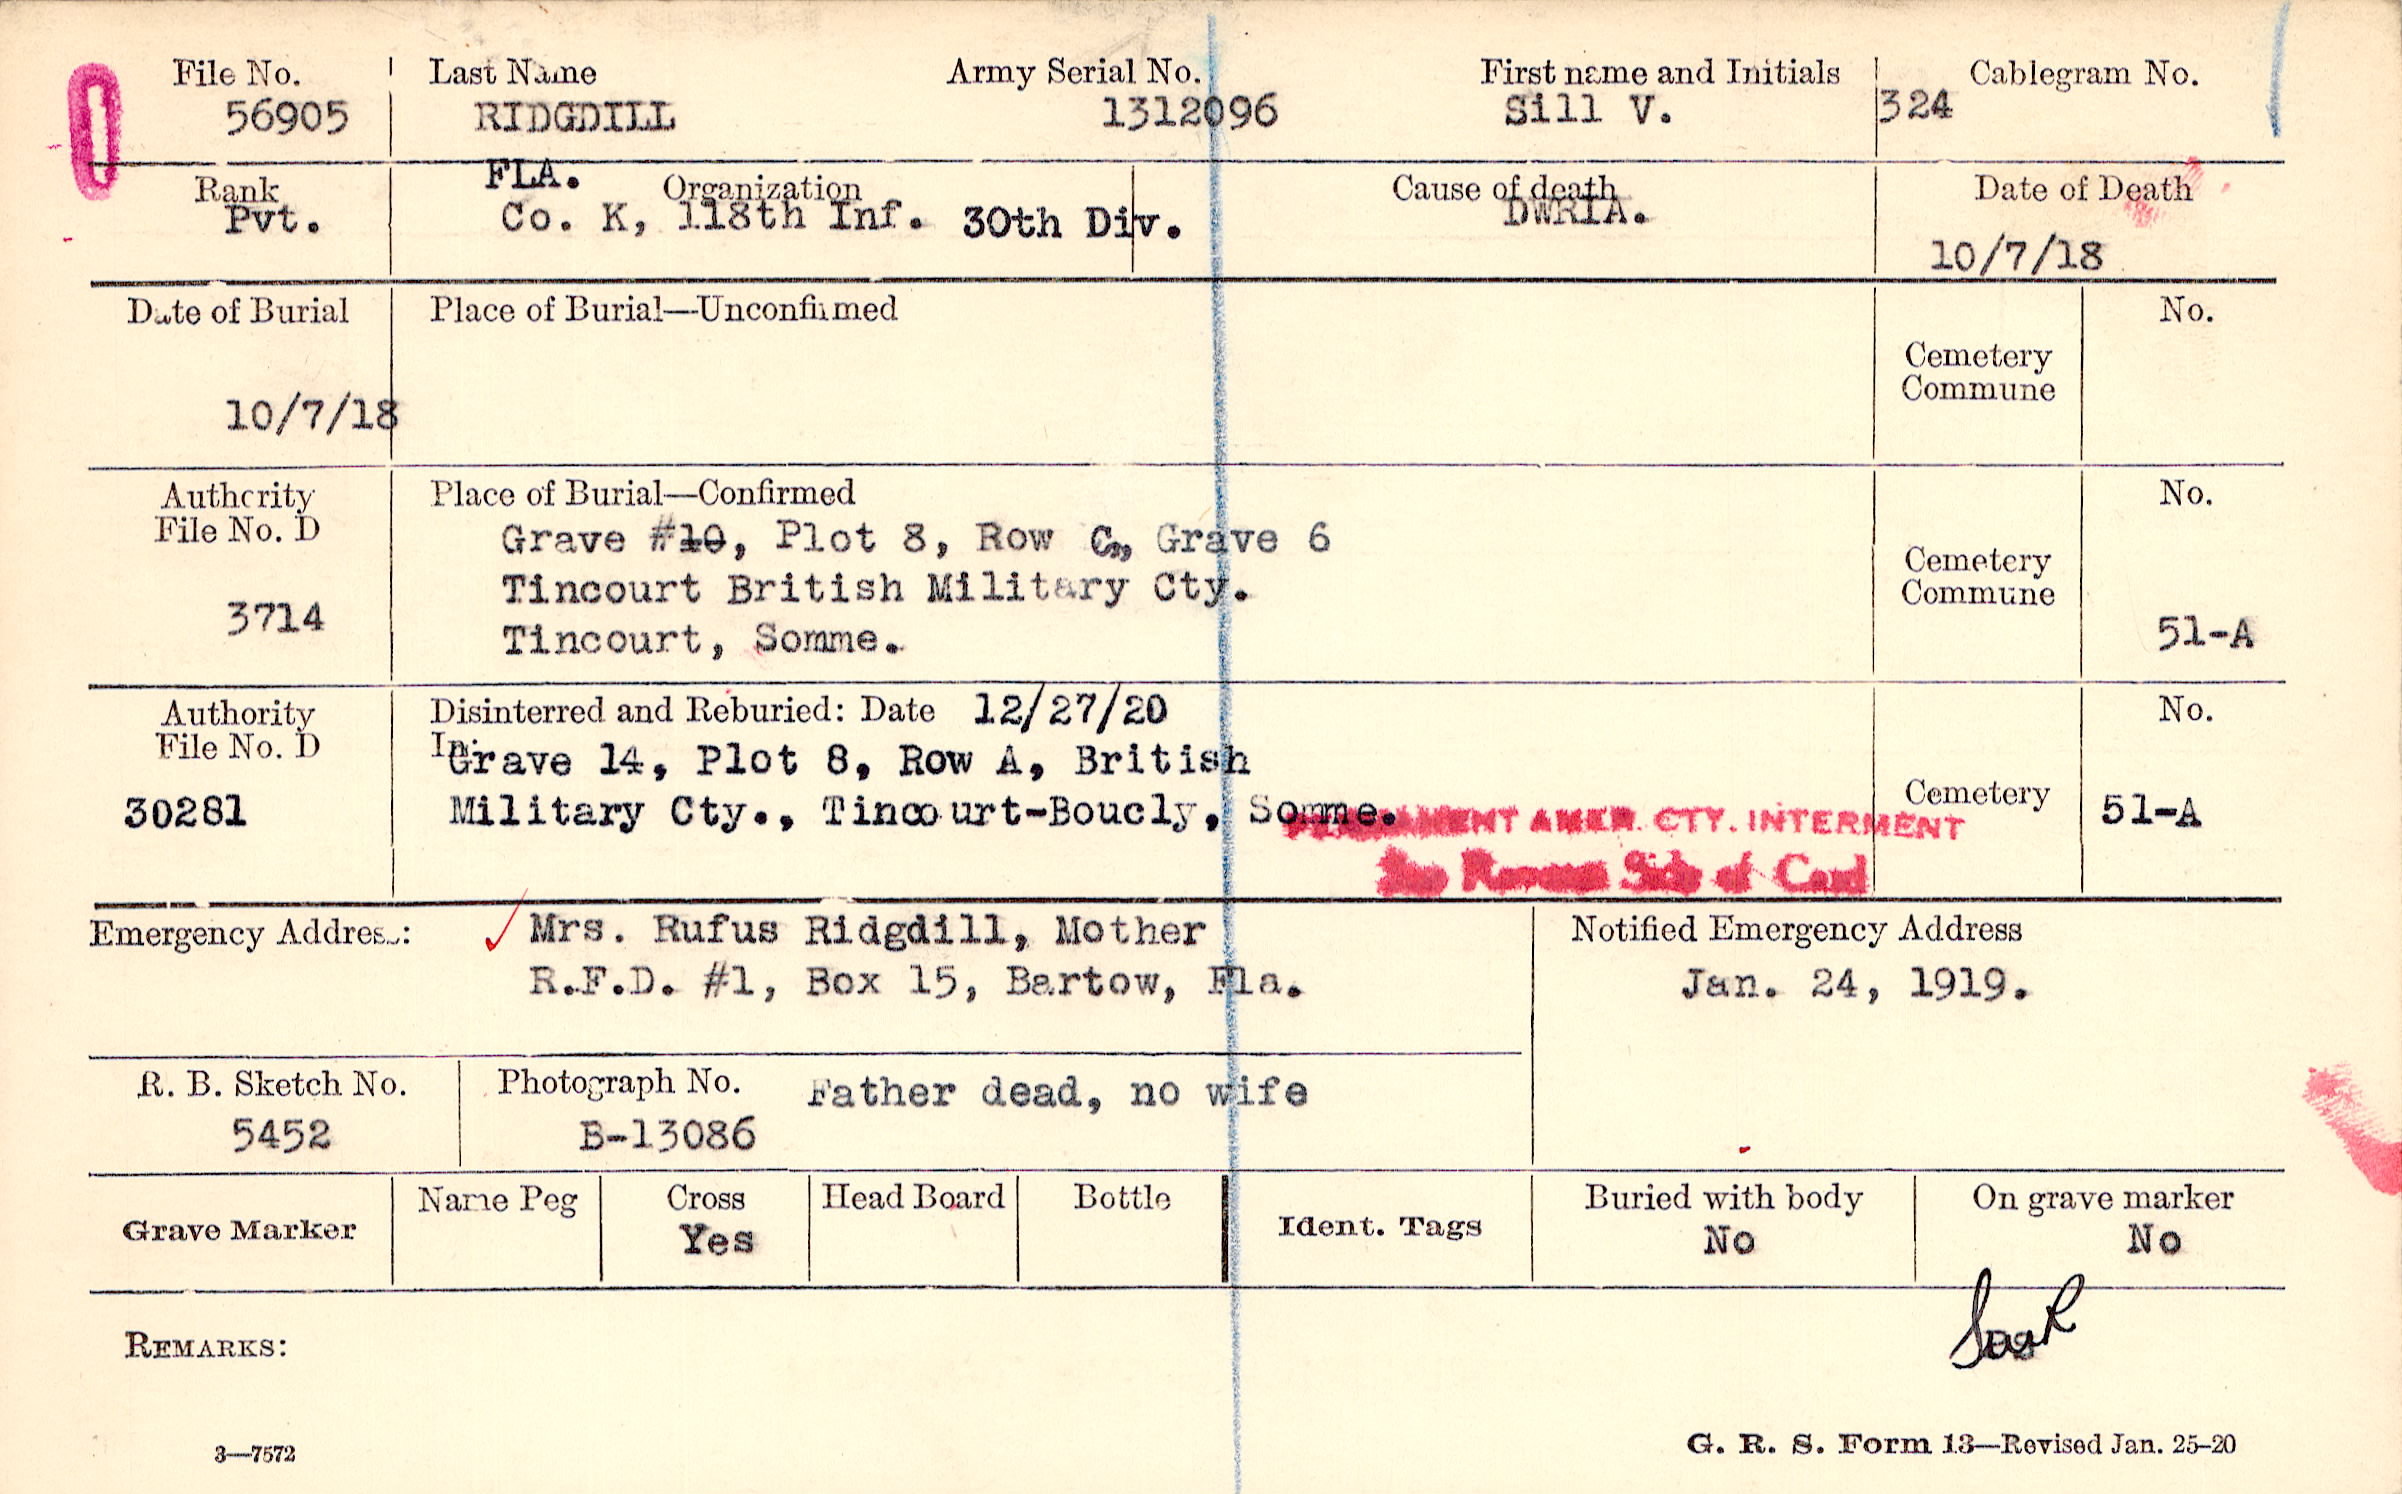 File No. Last Name Army Serial No. First name and Initials Cablegram No.
56905 RIDGDILL 1312096 Sill V. 324
FLA.
Rank Organization Cause of death Date of Death
Pvt. Co. K, 118th Inf. 30th Div. DWRIA.
10/7/18
Date of Burial Place of Burial—Unconfirmed No.
Cemetery
Commune
10/7/18
Authority Place of Burial—Confirmed No.
File No. D Grave #10, Plot 8, Row C, Grave 6
Cemetery
Tincourt British Military Cty. Commune
3714 Tincourt, Somme. 51-A
Authority Disinterred and Reburied: Date 12/27/20 No.
File No. D In: Grave 14, Plot 8, Row A, British
Cemetery
30281 Military Cty., Tincourt-Boucly, Somme. 51-A
PERMANENT AMER. CTY. INTERMENT
See Reverse Side of Card
Emergency Address: Mrs. Rufus Ridgdill, Mother Notified Emergency Address
R.F.D. #1, Box 15, Bartow, Fla. Jan. 24, 1919.
R. B. Sketch No. Photograph No. Father dead, no wife
5452 B-13086
Name Peg Cross Head Board Bottle Buried with body On grave marker
Grave Marker Yes Ident. Tags No No
REMARKS:
3—7572 G. R. S. Form 13—Revised Jan. 25-20